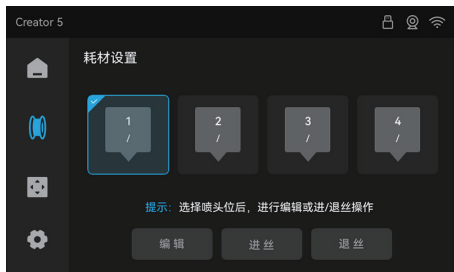 Creator 5
耗材设置
1 2 3 4
/ / / /
提示: 选择喷头位后，进行编辑或进/退丝操作
编辑 进丝 退丝